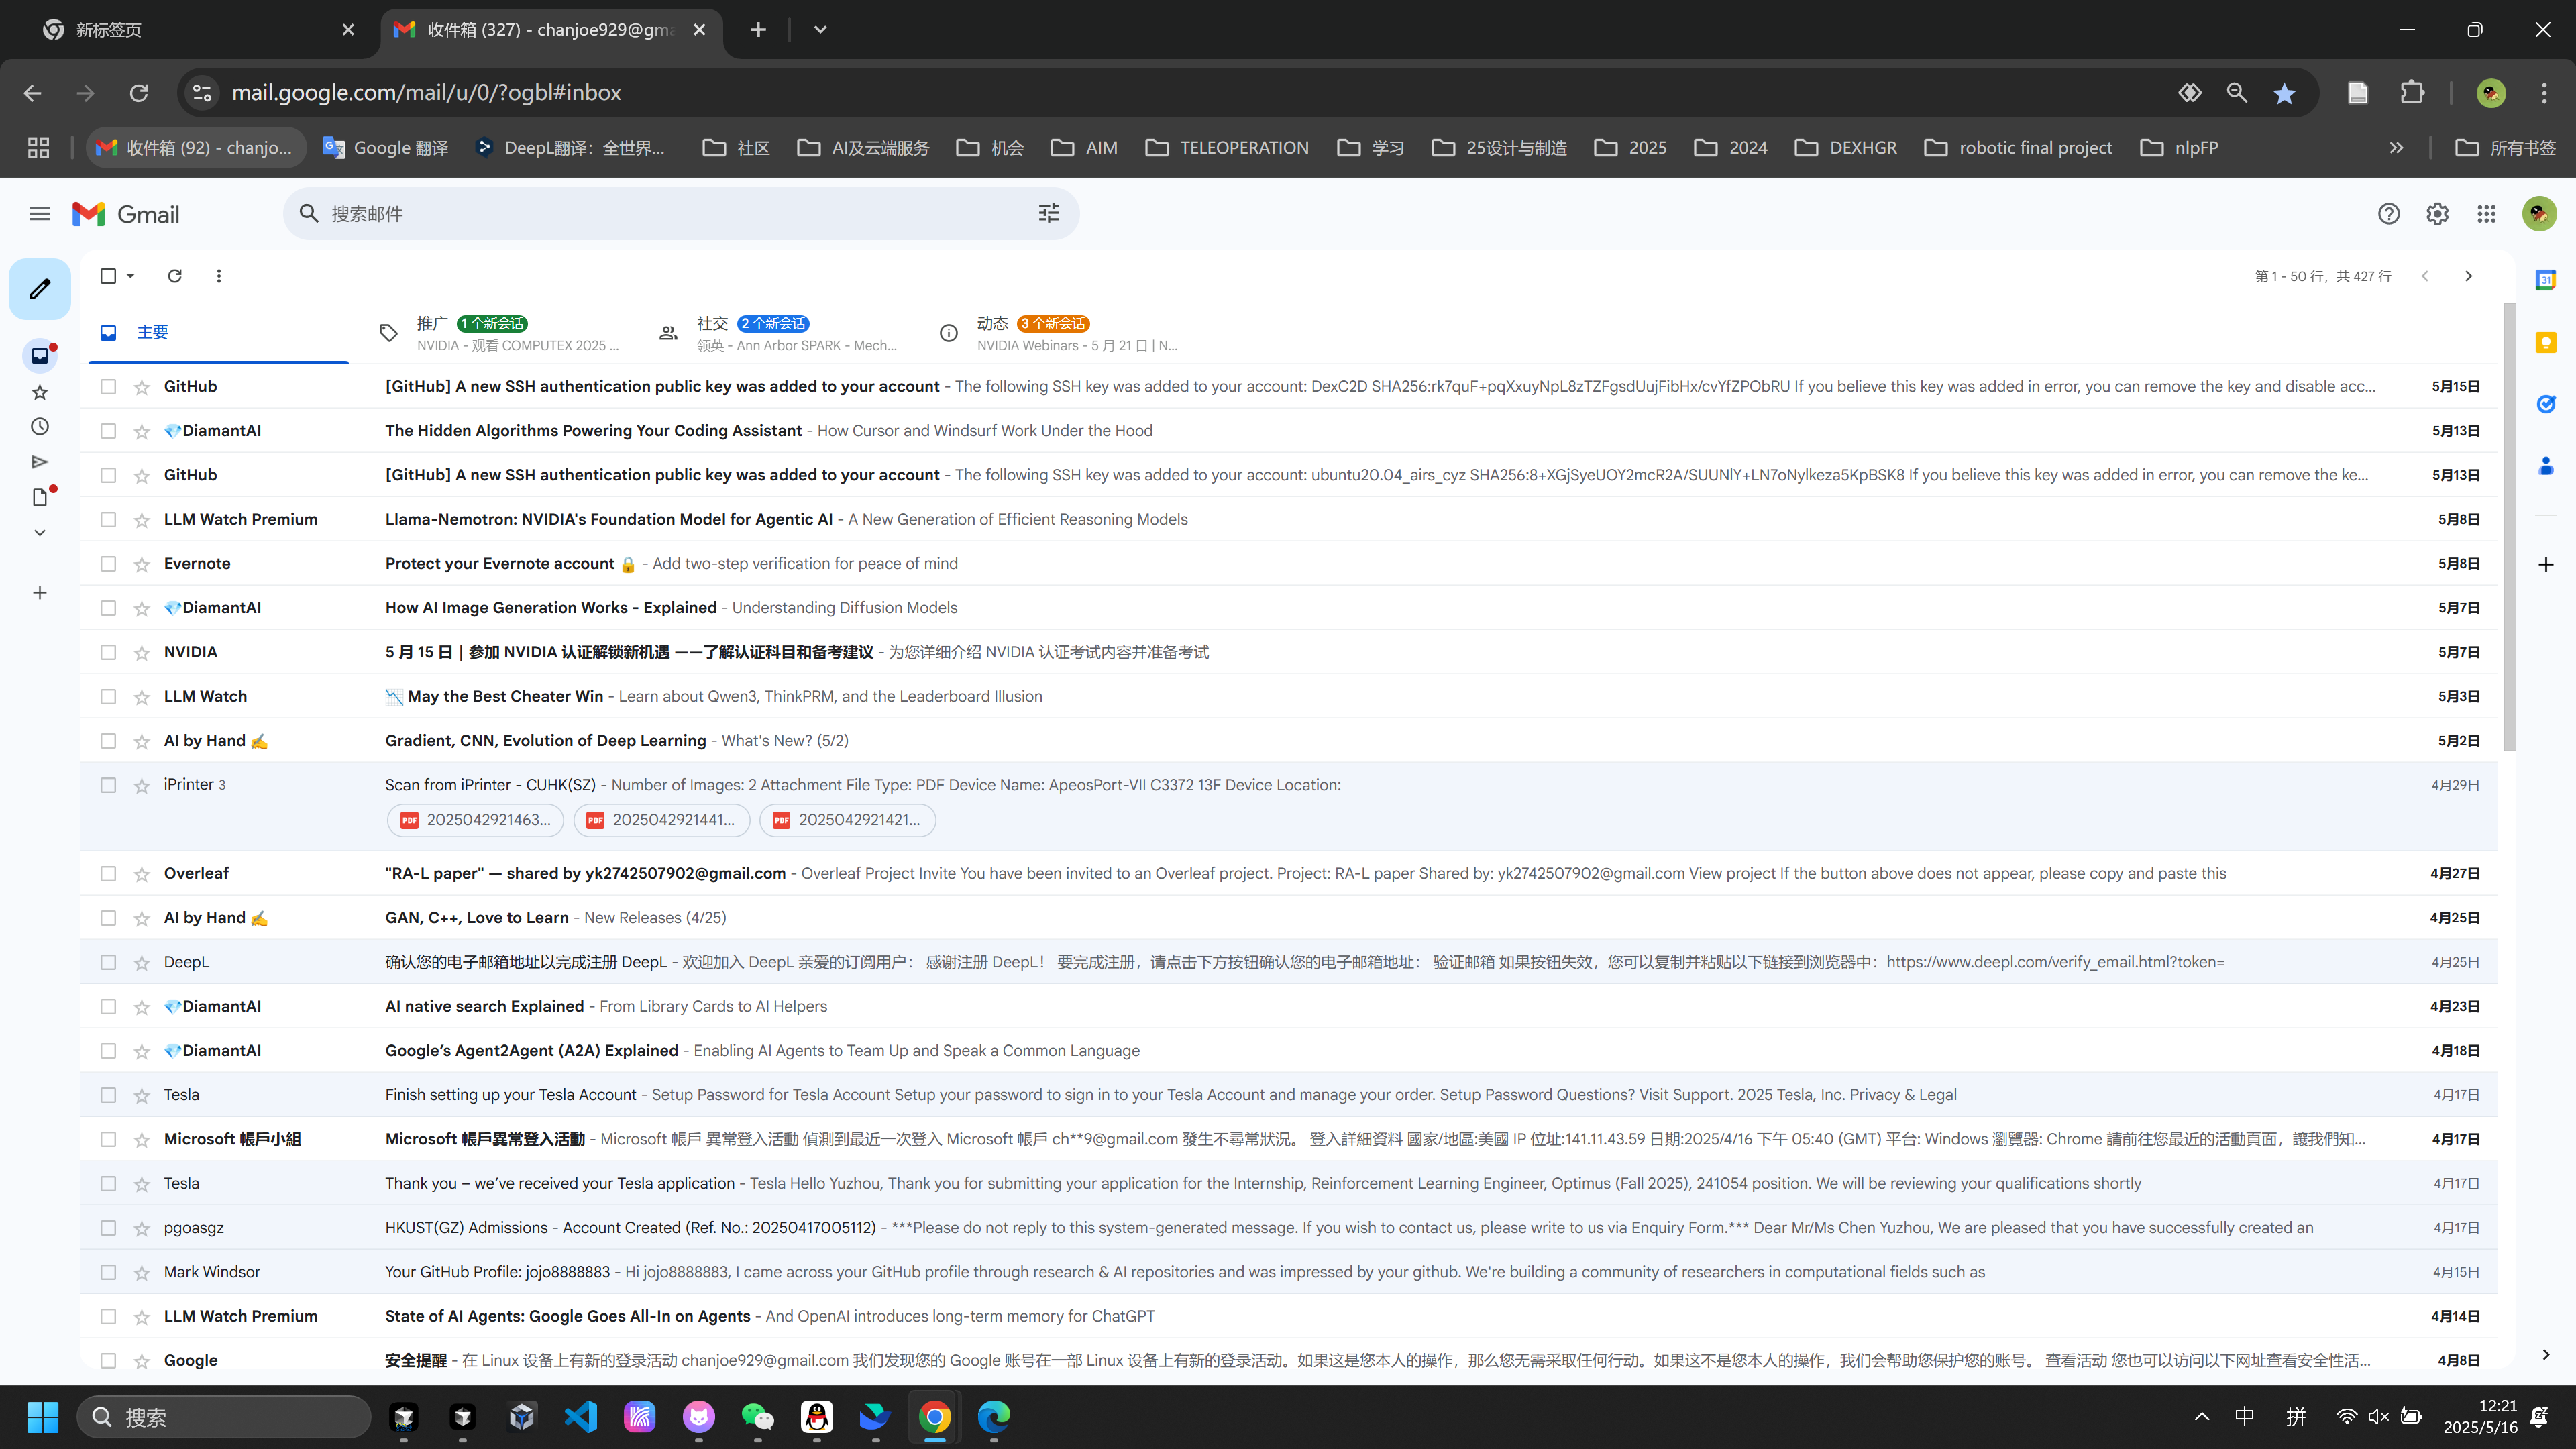 新标签页
收件箱 (327) - chanjoe929@gma
mail.google.com/mail/u/0/?ogbl#inbox
收件箱 (92) - chanjo...
Google 翻译
DeepL翻译：全世界...
社区
AI及云端服务
机会
AIM
TELEOPERATION
学习
25设计与制造
2025
2024
DEXHGR
robotic final project
nlpFP
所有书签
Gmail
搜索邮件
第 1 - 50 行，共 427 行
主要
推广 1 个新会话
NVIDIA - 观看 COMPUTEX 2025 ...
社交 2 个新会话
领英 - Ann Arbor SPARK - Mech...
动态 3 个新会话
NVIDIA Webinars - 5 月 21 日 | N...
GitHub [GitHub] A new SSH authentication public key was added to your account - The following SSH key was added to your account: DexC2D SHA256:rk7quF+pqXxuyNpL8zTZFgsdUujFibHx/cvYfZPObRU If you believe this key was added in error, you can remove the key and disable acc... 5月15日
💎DiamantAI The Hidden Algorithms Powering Your Coding Assistant - How Cursor and Windsurf Work Under the Hood 5月13日
GitHub [GitHub] A new SSH authentication public key was added to your account - The following SSH key was added to your account: ubuntu20.04_airs_cyz SHA256:8+XGjSyeUOY2mcR2A/SUUNlY+LN7oNylkeza5KpBSK8 If you believe this key was added in error, you can remove the ke... 5月13日
LLM Watch Premium Llama-Nemotron: NVIDIA's Foundation Model for Agentic AI - A New Generation of Efficient Reasoning Models 5月8日
Evernote Protect your Evernote account 🔒 - Add two-step verification for peace of mind 5月8日
💎DiamantAI How AI Image Generation Works - Explained - Understanding Diffusion Models 5月7日
NVIDIA 5 月 15 日 | 参加 NVIDIA 认证解锁新机遇 ——了解认证科目和备考建议 - 为您详细介绍 NVIDIA 认证考试内容并准备考试 5月7日
LLM Watch 📉 May the Best Cheater Win - Learn about Qwen3, ThinkPRM, and the Leaderboard Illusion 5月3日
AI by Hand ✍️ Gradient, CNN, Evolution of Deep Learning - What's New? (5/2) 5月2日
iPrinter 3 Scan from iPrinter - CUHK(SZ) - Number of Images: 2 Attachment File Type: PDF Device Name: ApeosPort-VII C3372 13F Device Location: 4月29日
PDF 2025042921463... PDF 2025042921441... PDF 2025042921421...
Overleaf "RA-L paper" — shared by yk2742507902@gmail.com - Overleaf Project Invite You have been invited to an Overleaf project. Project: RA-L paper Shared by: yk2742507902@gmail.com View project If the button above does not appear, please copy and paste this 4月27日
AI by Hand ✍️ GAN, C++, Love to Learn - New Releases (4/25) 4月25日
DeepL 确认您的电子邮箱地址以完成注册 DeepL - 欢迎加入 DeepL 亲爱的订阅用户： 感谢注册 DeepL！ 要完成注册，请点击下方按钮确认您的电子邮箱地址： 验证邮箱 如果按钮失效，您可以复制并粘贴以下链接到浏览器中：https://www.deepl.com/verify_email.html?token= 4月25日
💎DiamantAI AI native search Explained - From Library Cards to AI Helpers 4月23日
💎DiamantAI Google’s Agent2Agent (A2A) Explained - Enabling AI Agents to Team Up and Speak a Common Language 4月18日
Tesla Finish setting up your Tesla Account - Setup Password for Tesla Account Setup your password to sign in to your Tesla Account and manage your order. Setup Password Questions? Visit Support. 2025 Tesla, Inc. Privacy & Legal 4月17日
Microsoft 帳戶小組 Microsoft 帳戶異常登入活動 - Microsoft 帳戶 異常登入活動 偵測到最近一次登入 Microsoft 帳戶 ch**9@gmail.com 發生不尋常狀況。 登入詳細資料 國家/地區:美國 IP 位址:141.11.43.59 日期:2025/4/16 下午 05:40 (GMT) 平台: Windows 瀏覽器: Chrome 請前往您最近的活動頁面，讓我們知... 4月17日
Tesla Thank you – we’ve received your Tesla application - Tesla Hello Yuzhou, Thank you for submitting your application for the Internship, Reinforcement Learning Engineer, Optimus (Fall 2025), 241054 position. We will be reviewing your qualifications shortly 4月17日
pgoasgz HKUST(GZ) Admissions - Account Created (Ref. No.: 20250417005112) - ***Please do not reply to this system-generated message. If you wish to contact us, please write to us via Enquiry Form.*** Dear Mr/Ms Chen Yuzhou, We are pleased that you have successfully created an 4月17日
Mark Windsor Your GitHub Profile: jojo8888883 - Hi jojo8888883, I came across your GitHub profile through research & AI repositories and was impressed by your github. We're building a community of researchers in computational fields such as 4月15日
LLM Watch Premium State of AI Agents: Google Goes All-In on Agents - And OpenAI introduces long-term memory for ChatGPT 4月14日
Google 安全提醒 - 在 Linux 设备上有新的登录活动 chanjoe929@gmail.com 我们发现您的 Google 账号在一部 Linux 设备上有新的登录活动。如果这是您本人的操作，那么您无需采取任何行动。如果这不是您本人的操作，我们会帮助您保护您的账号。 查看活动 您也可以访问以下网址查看安全性活... 4月8日
搜索
中
拼
12:21
2025/5/16